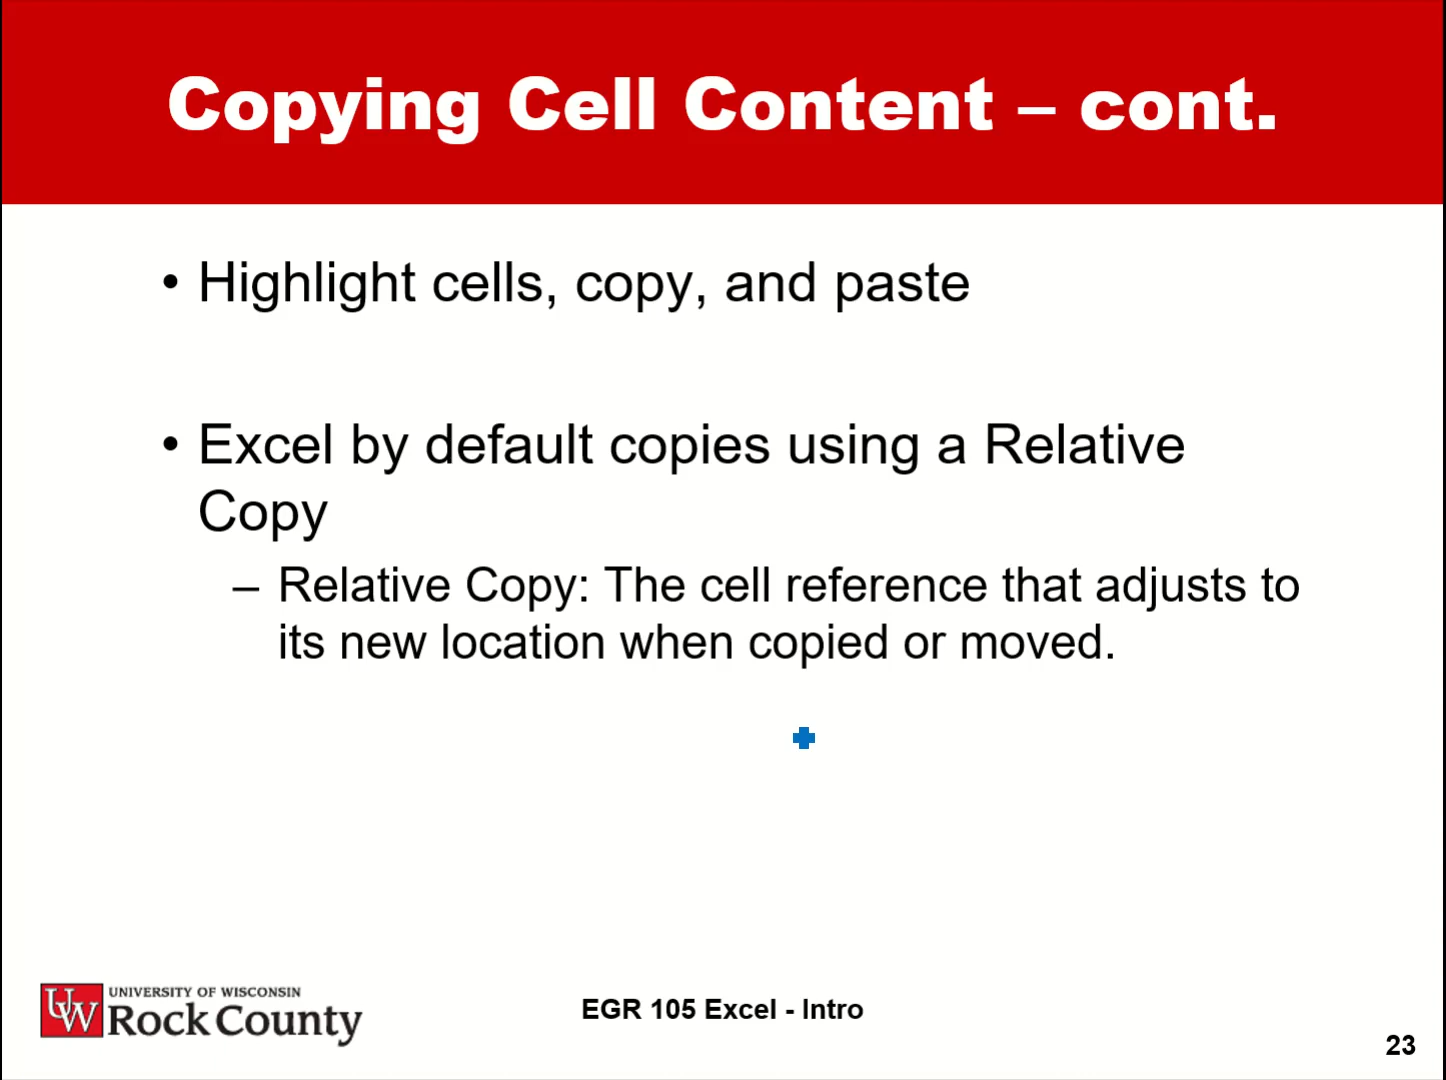 Copying Cell Content – cont.
• Highlight cells, copy, and paste
• Excel by default copies using a Relative
Copy
– Relative Copy: The cell reference that adjusts to
its new location when copied or moved.
UW
UNIVERSITY OF WISCONSIN
Rock County
EGR 105 Excel - Intro
23